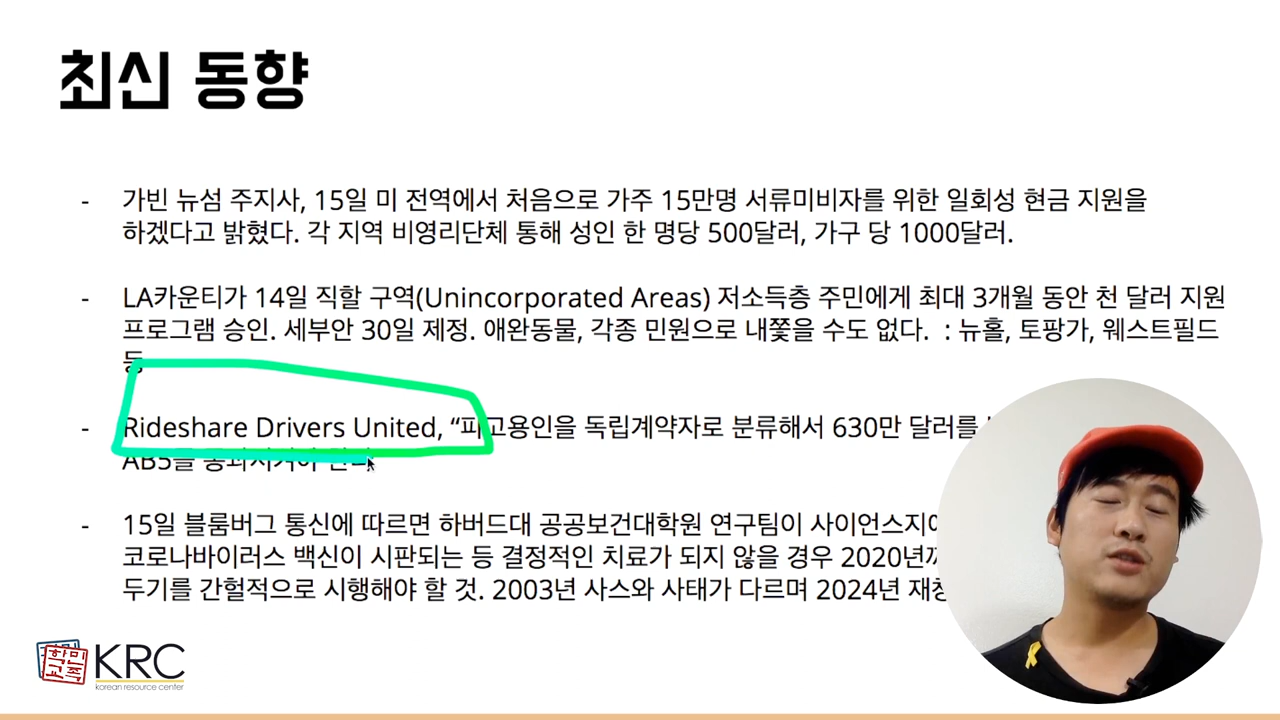 최신 동향
- 가빈 뉴섬 주지사, 15일 미 전역에서 처음으로 가주 15만명 서류미비자를 위한 일회성 현금 지원을
하겠다고 밝혔다. 각 지역 비영리단체 통해 성인 한 명당 500달러, 가구 당 1000달러.
- LA카운티가 14일 직할 구역(Unincorporated Areas) 저소득층 주민에게 최대 3개월 동안 천 달러 지원
프로그램 승인. 세부안 30일 제정. 애완동물, 각종 민원으로 내쫓을 수도 없다. : 뉴홀, 토팡가, 웨스트필드
등
- Rideshare Drivers United, “피고용인을 독립계약자로 분류해서 630만 달러를
AB5를 통과시켜야 한다
- 15일 블룸버그 통신에 따르면 하버드대 공공보건대학원 연구팀이 사이언스지에
코로나바이러스 백신이 시판되는 등 결정적인 치료가 되지 않을 경우 2020년까
두기를 간헐적으로 시행해야 할 것. 2003년 사스와 사태가 다르며 2024년
KRC
korean resource center